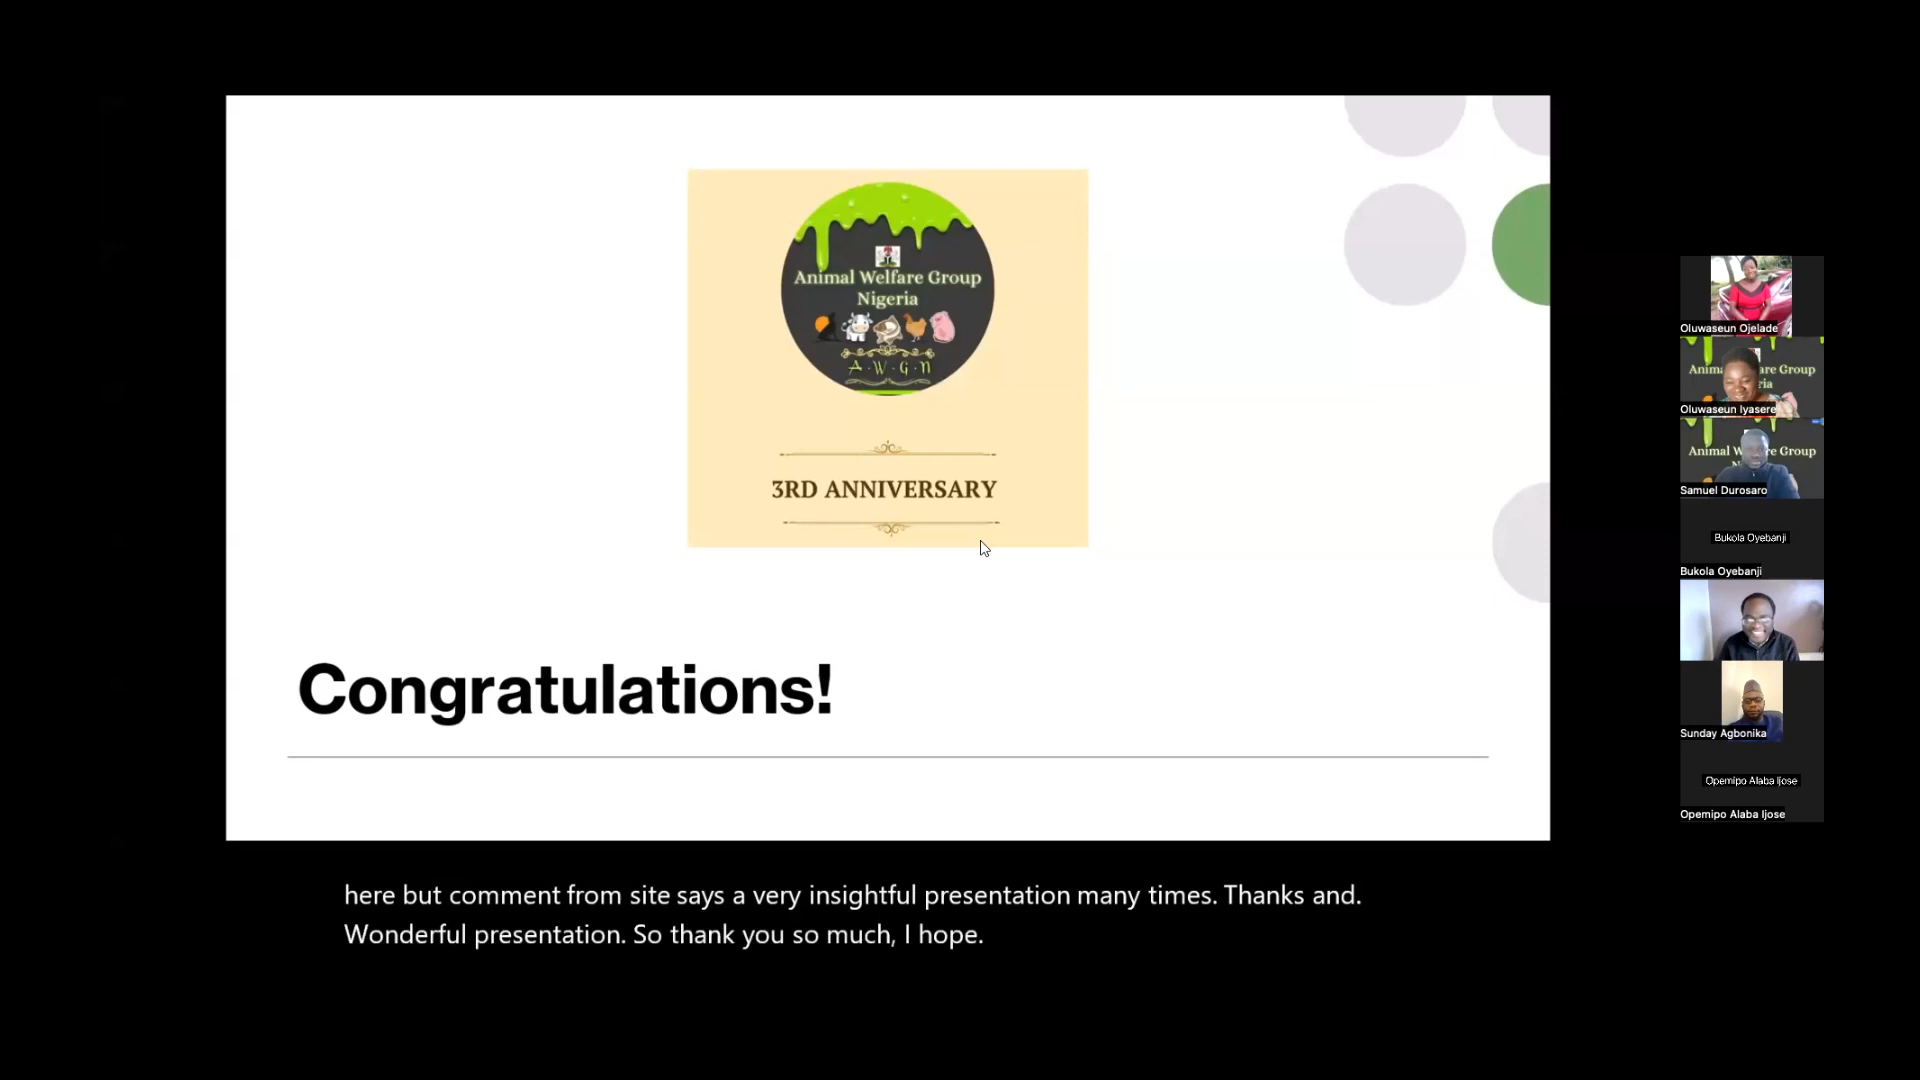 Animal Welfare Group
Nigeria
A·W·G·N
3RD ANNIVERSARY
Congratulations!
Oluwaseun Ojelade
Oluwaseun Iyasere
Samuel Durosaro
Bukola Oyebanji
Bukola Oyebanji
Sunday Agbonika
Opemipo Alaba Ijose
Opemipo Alaba Ijose
here but comment from site says a very insightful presentation many times. Thanks and.
Wonderful presentation. So thank you so much, I hope.